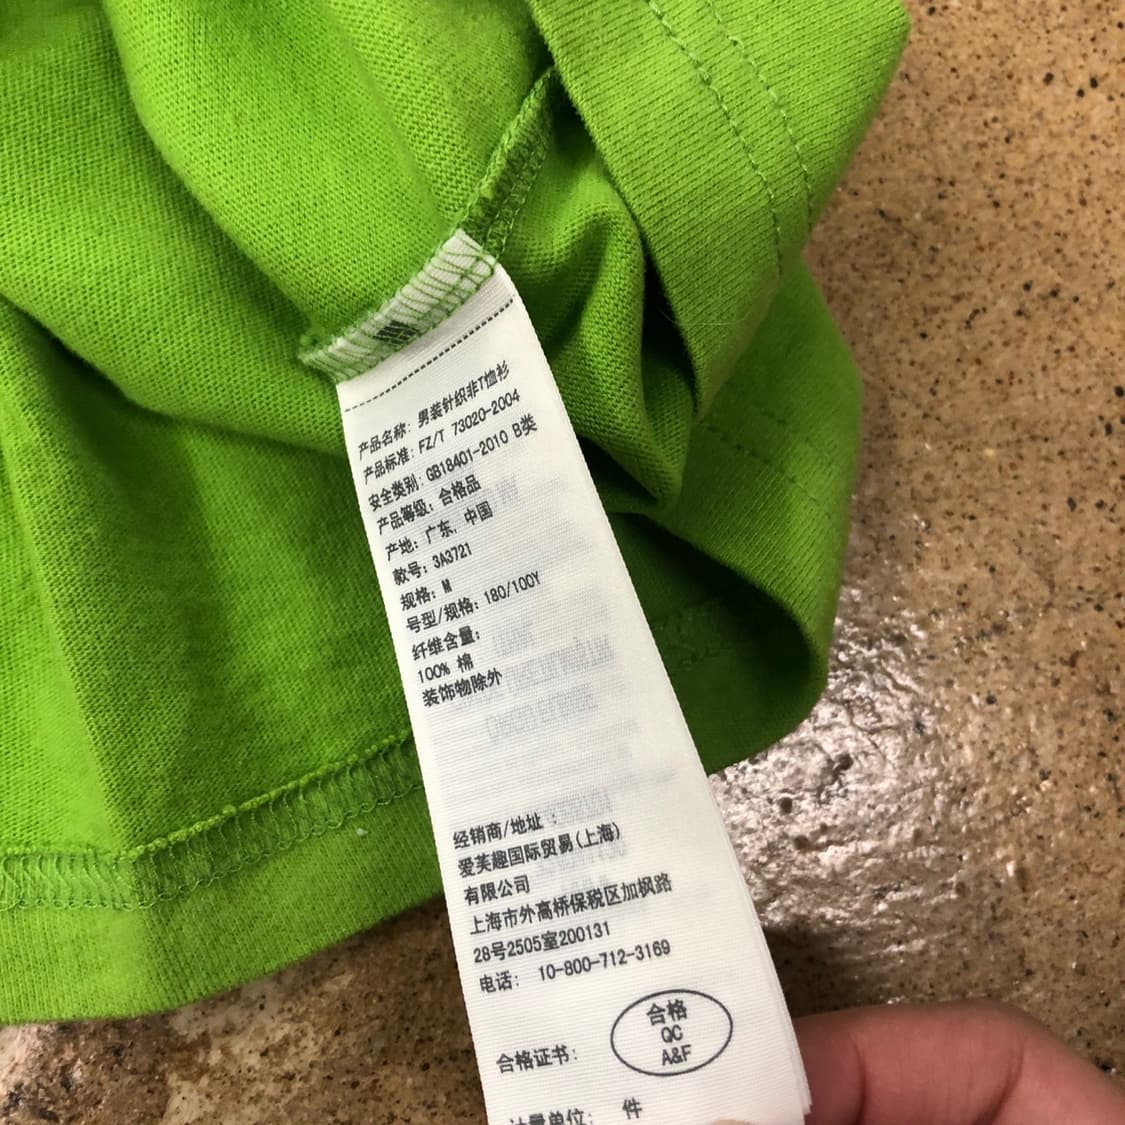 产品名称: 男装针织非T恤衫
产品标准: FZ/T 73020-2004
安全类别: GB18401-2010 B类
产品等级: 合格品
产地: 广东, 中国
款号: 3A3721
规格: M
号型/规格: 180/100Y
纤维含量:
100% 棉
装饰物除外
经销商/地址 :
爱芙趣国际贸易(上海)
有限公司
上海市外高桥保税区加枫路
28号2505室200131
电话: 10-800-712-3169
合格
QC
A&F
合格证书:
计量单位: 件